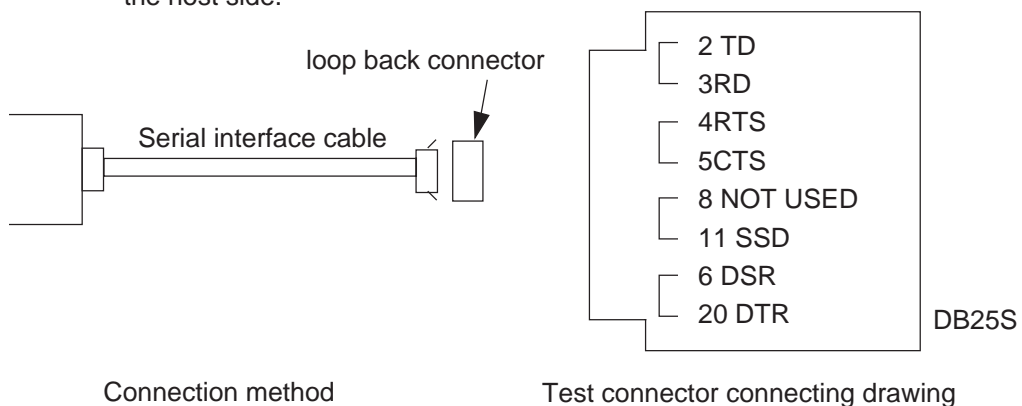 the host side.
loop back connector
Serial interface cable
2 TD
3RD
4RTS
5CTS
8 NOT USED
11 SSD
6 DSR
20 DTR
DB25S
Connection method
Test connector connecting drawing